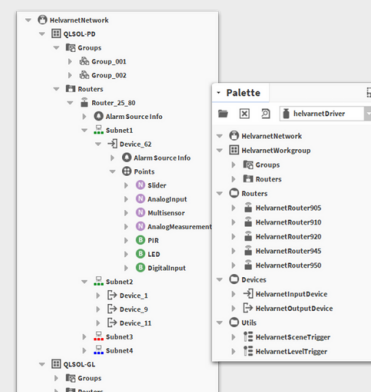 HelvarnetNetwork
QLSOL-PD
Groups
Group_001
Group_002
Routers
Router_25_80
Alarm Source Info
Subnet1
Device_62
Alarm Source Info
Points
Slider
AnalogInput
Multisensor
AnalogMeasurement
PIR
LED
DigitalInput
Subnet2
Device_1
Device_9
Device_11
Subnet3
Subnet4
QLSOL-GL
Groups
Routers
Palette
helvarnetDriver
HelvarnetNetwork
HelvarnetWorkgroup
Groups
Routers
Routers
HelvarnetRouter905
HelvarnetRouter910
HelvarnetRouter920
HelvarnetRouter945
HelvarnetRouter950
Devices
HelvarnetInputDevice
HelvarnetOutputDevice
Utils
HelvarnetSceneTrigger
HelvarnetLevelTrigger